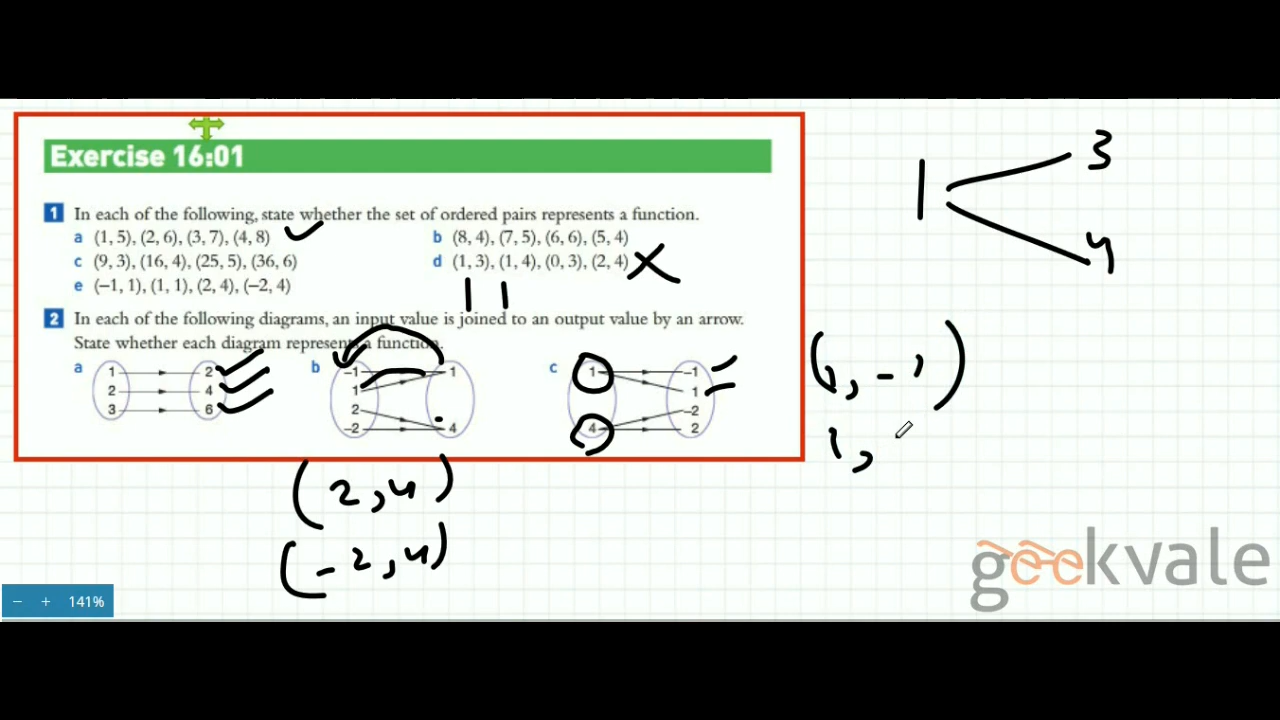 Exercise 16:01
1 In each of the following, state whether the set of ordered pairs represents a function.
a (1, 5), (2, 6), (3, 7), (4, 8) b (8, 4), (7, 5), (6, 6), (5, 4)
c (9, 3), (16, 4), (25, 5), (36, 6) d (1, 3), (1, 4), (0, 3), (2, 4)
e (−1, 1), (1, 1), (2, 4), (−2, 4)
2 In each of the following diagrams, an input value is joined to an output value by an arrow.
State whether each diagram represents a function.
a 1 2 b −1 1 c 1 −1
2 4 1 1
3 6 2 −2
−2 4 4 2
1 3
4
(1, -1)
1,
(2,4)
(-2,4)
geekvale
− + 141%